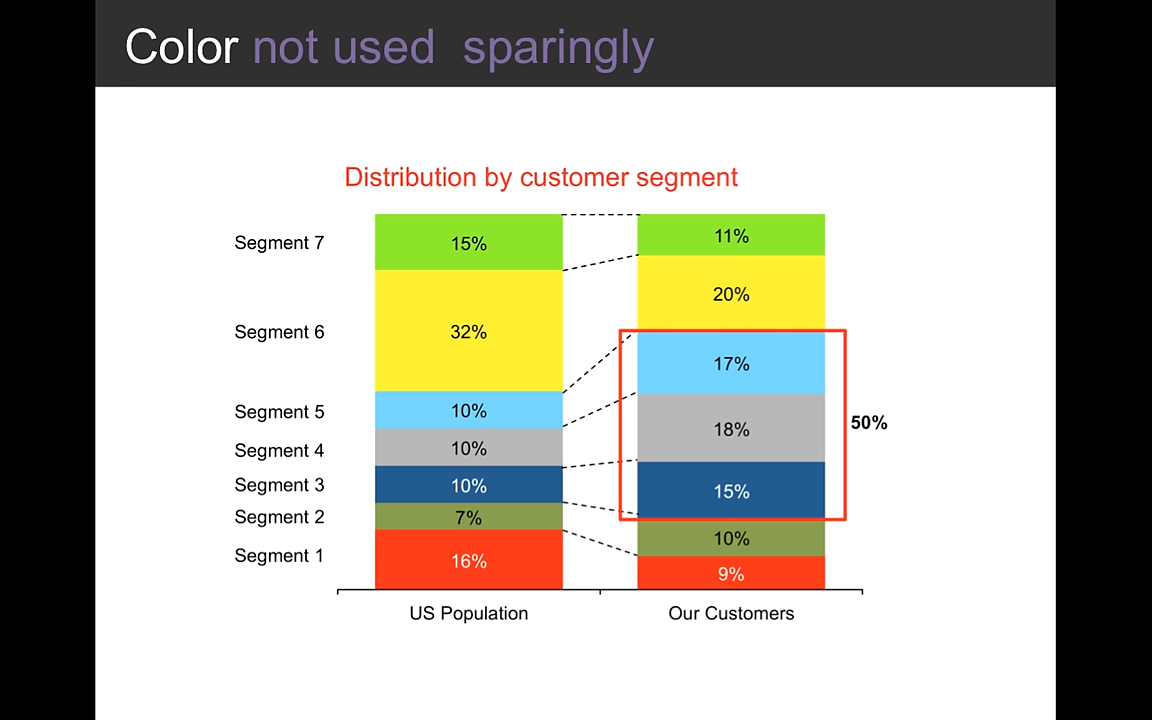 Color not used  sparingly
Distribution by customer segment
Segment 7 15% 11%
Segment 6 32% 20%
Segment 5 10% 17%
Segment 4 10% 18%
50%
Segment 3 10% 15%
Segment 2 7% 10%
Segment 1 16% 9%
US Population Our Customers